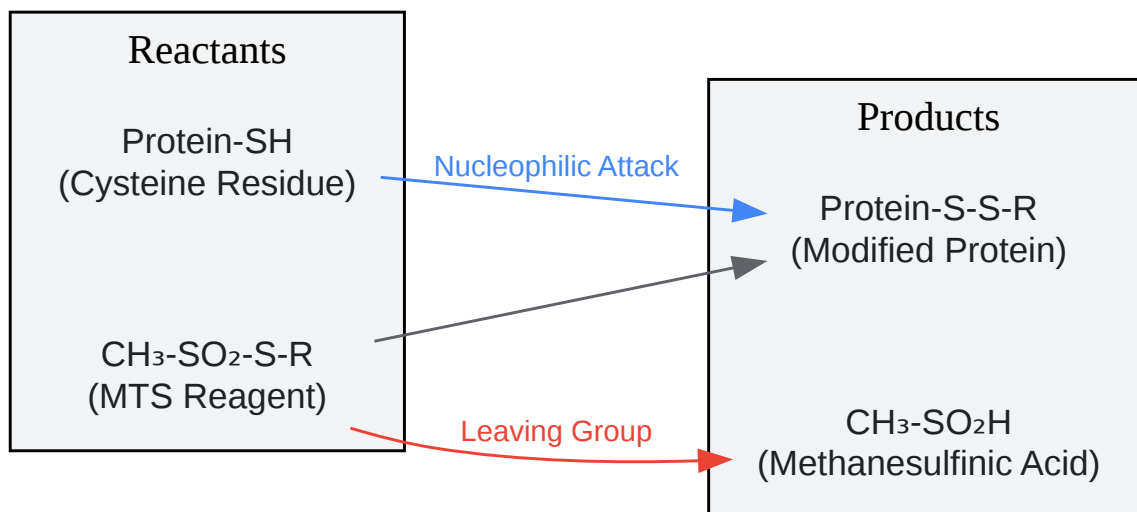 Reactants
Protein-SH
(Cysteine Residue)
CH₃-SO₂-S-R
(MTS Reagent)
Nucleophilic Attack
Leaving Group
Products
Protein-S-S-R
(Modified Protein)
CH₃-SO₂H
(Methanesulfinic Acid)